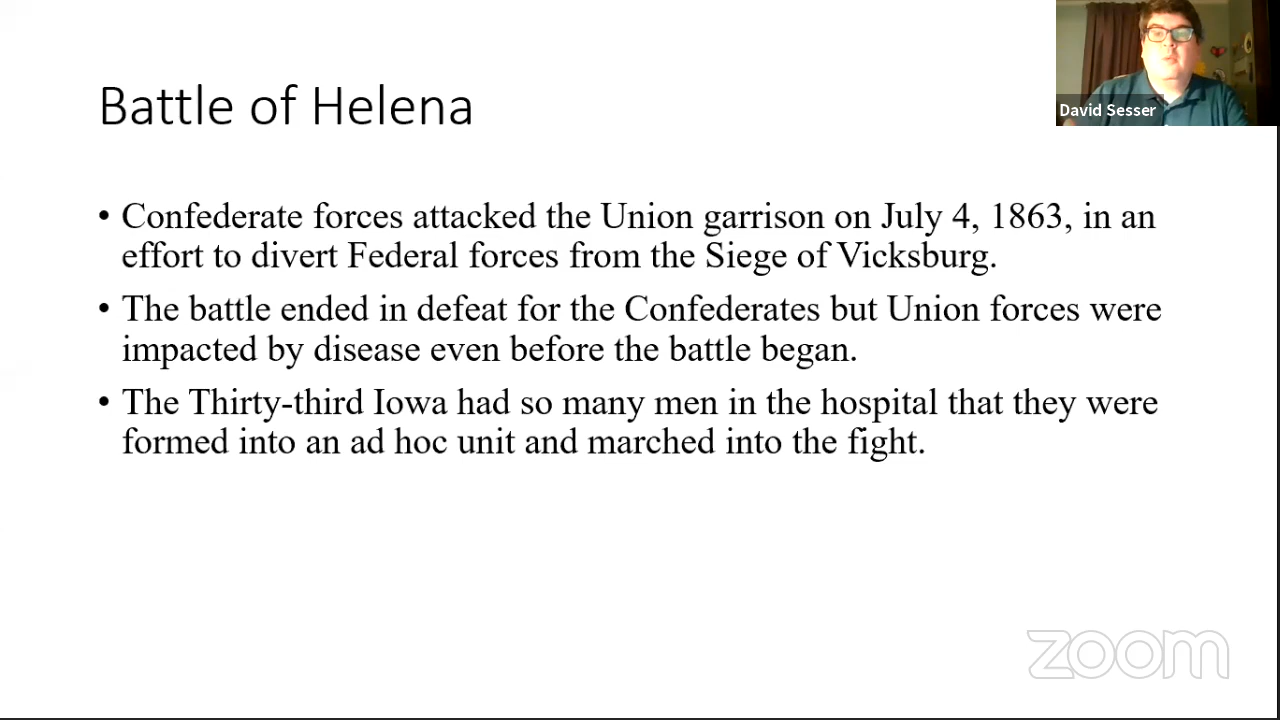 Battle of Helena
David Sesser
• Confederate forces attacked the Union garrison on July 4, 1863, in an
effort to divert Federal forces from the Siege of Vicksburg.
• The battle ended in defeat for the Confederates but Union forces were
impacted by disease even before the battle began.
• The Thirty-third Iowa had so many men in the hospital that they were
formed into an ad hoc unit and marched into the fight.
zoom